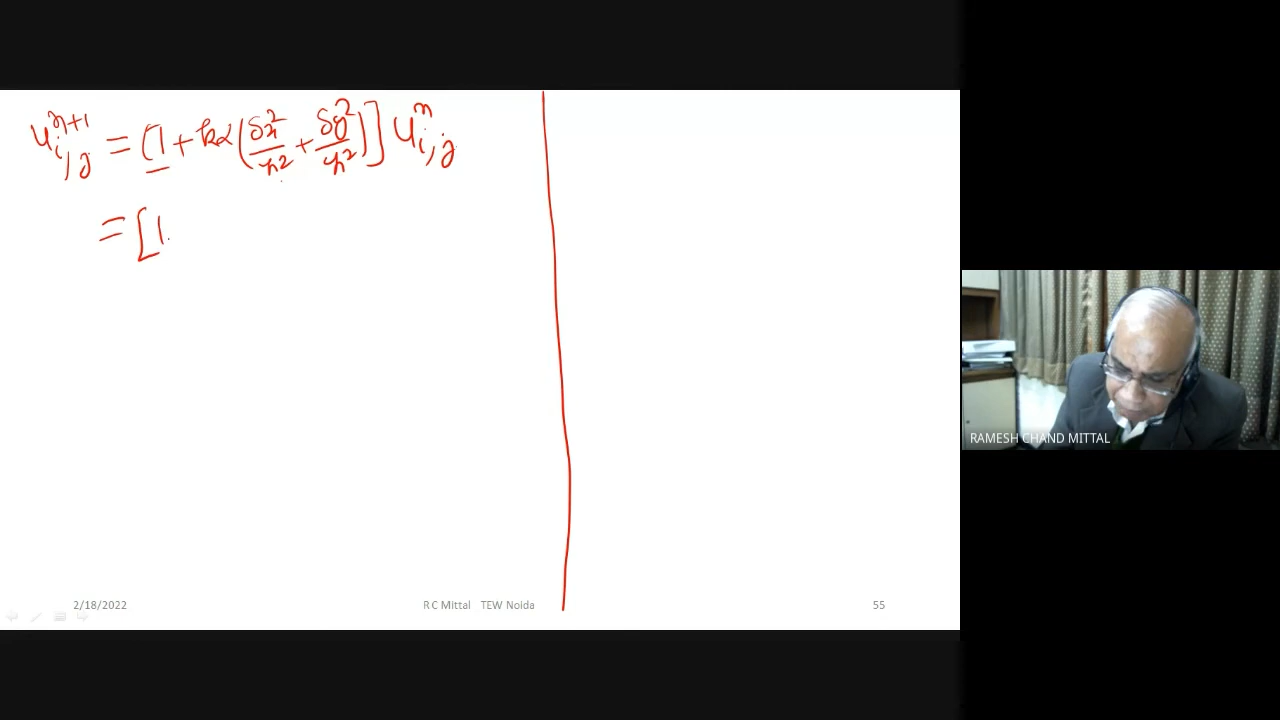 u_{i,j}^{n+1} = [1 + kα(δx²/h² + δy²/h²)] u_{i,j}^{n}
= [1
RAMESH CHAND MITTAL
2/18/2022 R C Mittal TEW Noida 55